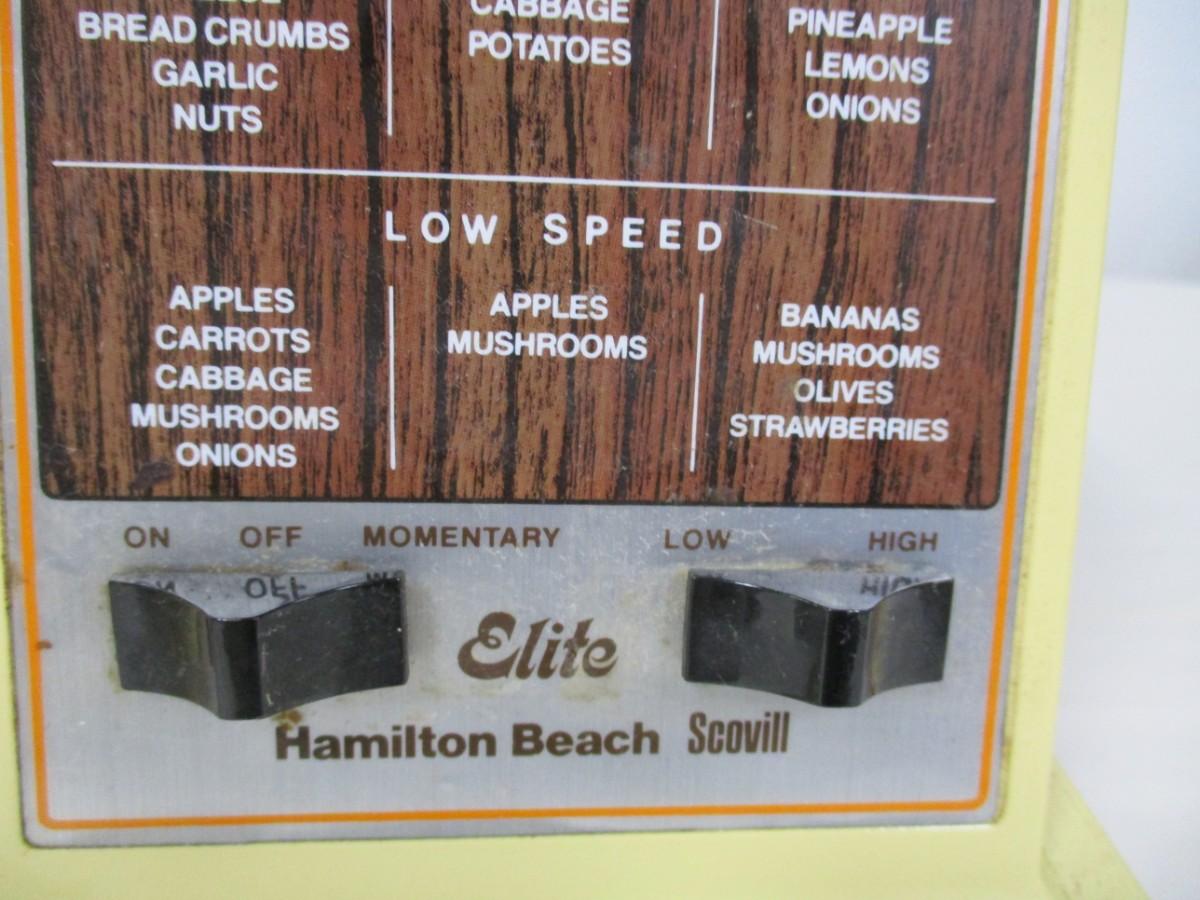 BREAD CRUMBS
GARLIC
NUTS
CABBAGE
POTATOES
PINEAPPLE
LEMONS
ONIONS
LOW SPEED
APPLES
CARROTS
CABBAGE
MUSHROOMS
ONIONS
APPLES
MUSHROOMS
BANANAS
MUSHROOMS
OLIVES
STRAWBERRIES
ON OFF MOMENTARY LOW HIGH
Elite
Hamilton Beach Scovill